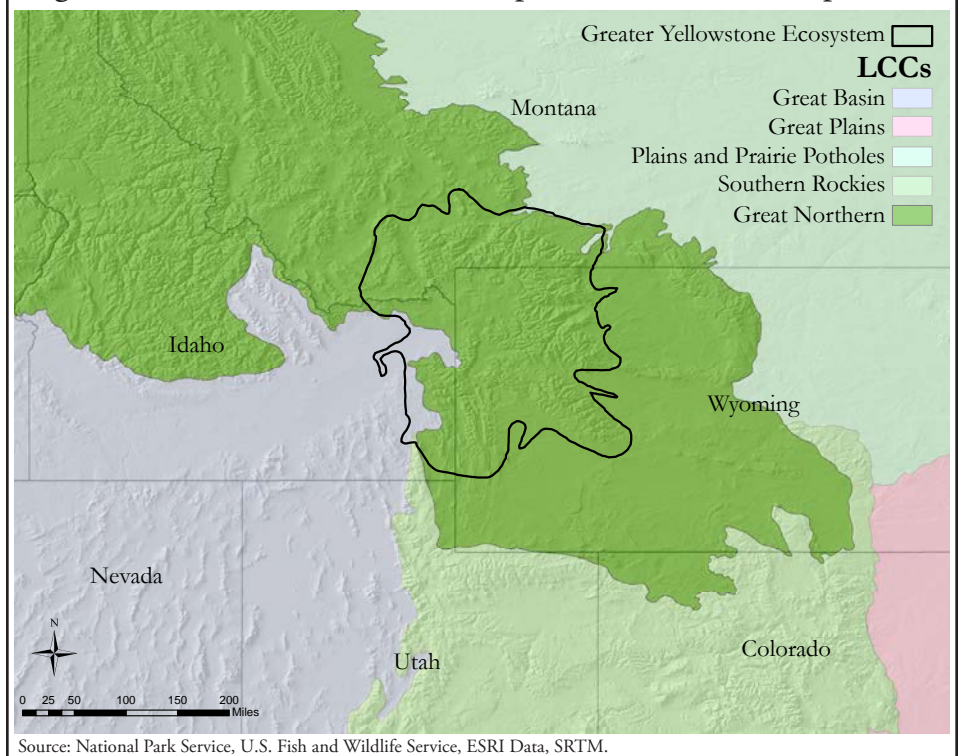 Greater Yellowstone Ecosystem
LCCs
Great Basin
Great Plains
Plains and Prairie Potholes
Southern Rockies
Great Northern
Montana
Idaho
Wyoming
Nevada
Utah
Colorado
N
0 25 50 100 150 200
Miles
Source: National Park Service, U.S. Fish and Wildlife Service, ESRI Data, SRTM.